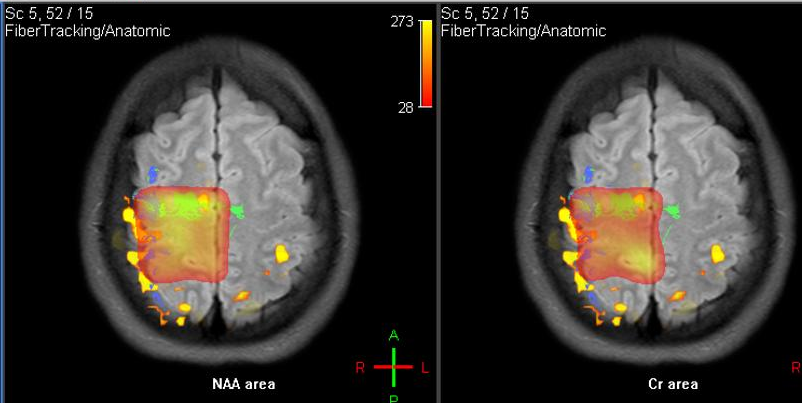 Sc 5, 52 / 15
FiberTracking/Anatomic
273
28
A
R L
P
NAA area
Sc 5, 52 / 15
FiberTracking/Anatomic
R
Cr area